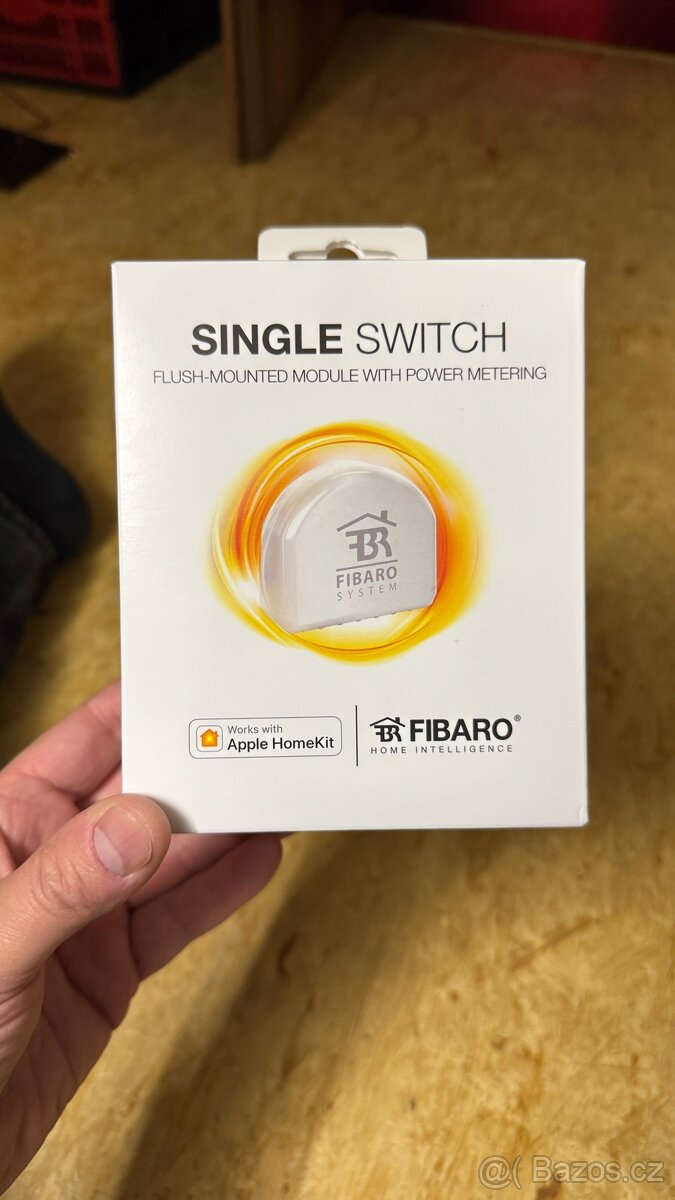 SINGLE SWITCH
FLUSH-MOUNTED MODULE WITH POWER METERING
FIBARO
SYSTEM
Works with
Apple HomeKit
FIBARO®
HOME INTELLIGENCE
@( Bazos.cz